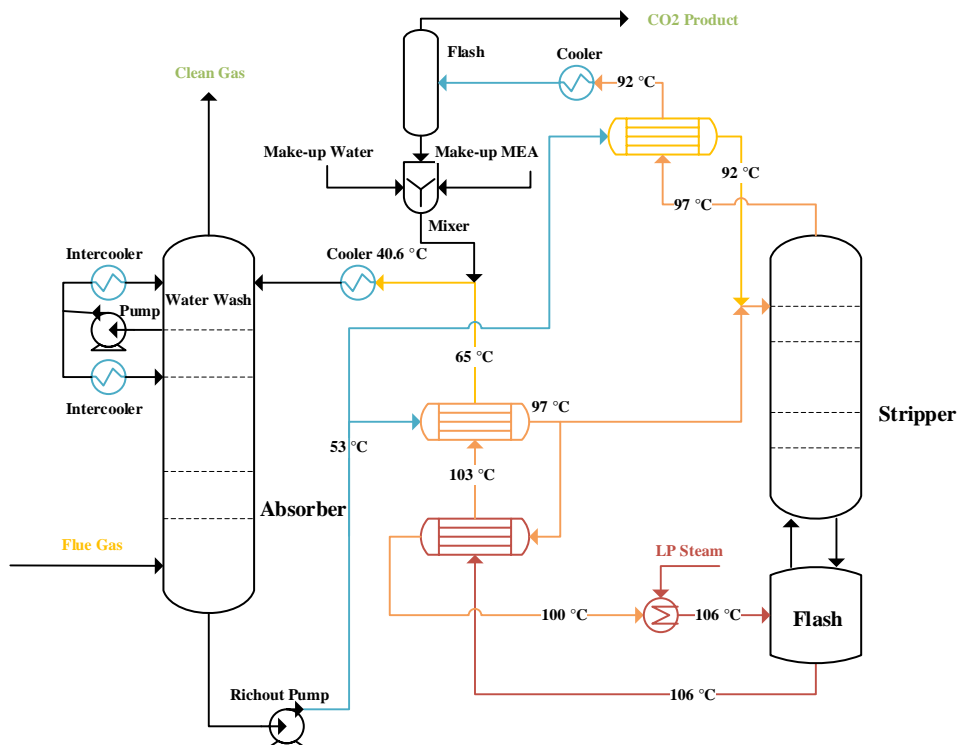 CO2 Product
Flash
Cooler
Clean Gas
92 °C
Make-up Water
Make-up MEA
92 °C
97 °C
Mixer
Intercooler
Cooler 40.6 °C
Water Wash
Pump
65 °C
Intercooler
97 °C
Stripper
53 °C
103 °C
Absorber
Flue Gas
LP Steam
100 °C
106 °C
Flash
Richout Pump
106 °C